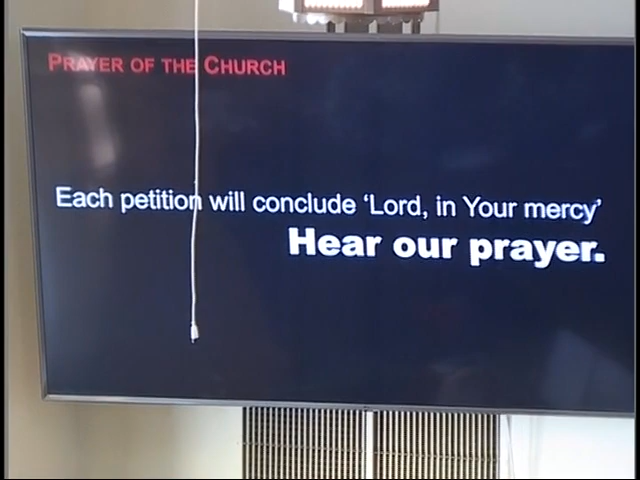 PRAYER OF THE CHURCH
Each petition will conclude ‘Lord, in Your mercy’
Hear our prayer.